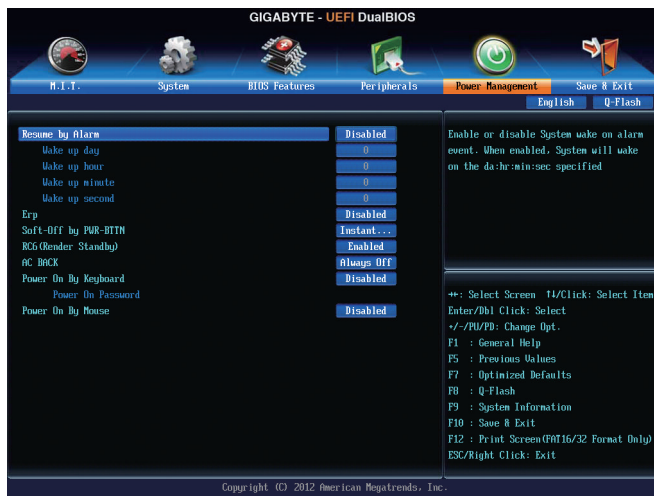 GIGABYTE - UEFI DualBIOS
M.I.T.
System
BIOS Features
Peripherals
Power Management
Save & Exit
English
Q-Flash
Resume by Alarm Disabled
Wake up day 0
Wake up hour 0
Wake up minute 0
Wake up second 0
Erp Disabled
Soft-Off by PWR-BTTN Instant...
RC6(Render Standby) Enabled
AC BACK Always Off
Power On By Keyboard Disabled
Power On Password
Power On By Mouse Disabled
Enable or disable System wake on alarm
event. When enabled, System will wake
on the da:hr:min:sec specified
→←: Select Screen ↑↓/Click: Select Item
Enter/Dbl Click: Select
+/-/PU/PD: Change Opt.
F1 : General Help
F5 : Previous Values
F7 : Optimized Defaults
F8 : Q-Flash
F9 : System Information
F10 : Save & Exit
F12 : Print Screen(FAT16/32 Format Only)
ESC/Right Click: Exit
Copyright (C) 2012 American Megatrends, Inc.